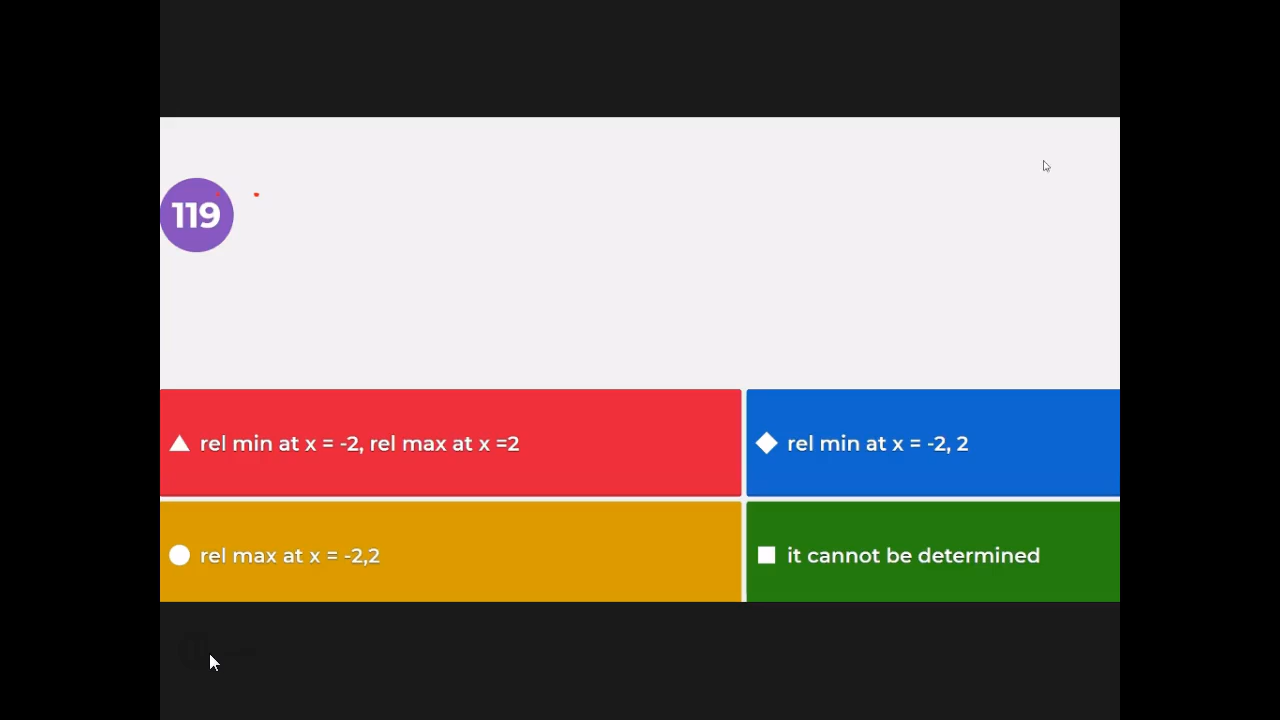 119
rel min at x = -2, rel max at x =2
rel min at x = -2, 2
rel max at x = -2,2
it cannot be determined